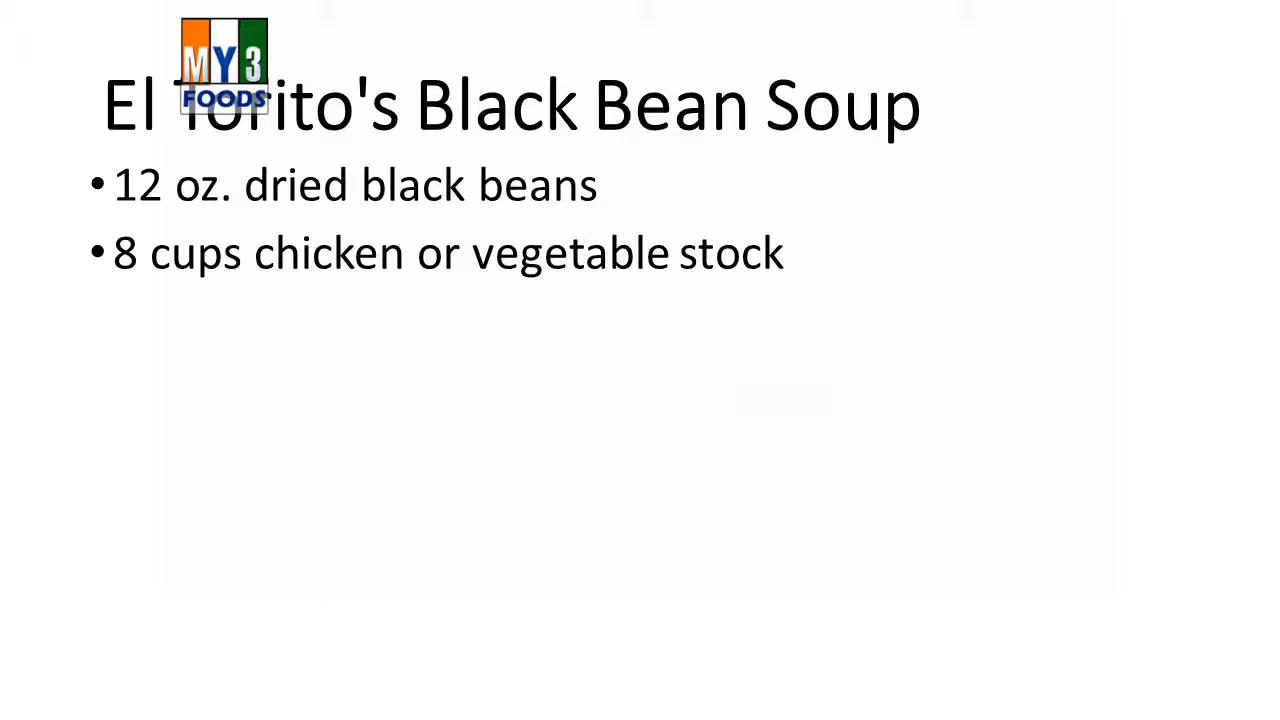 MY3
FOODS
El Torito's Black Bean Soup
•12 oz. dried black beans
•8 cups chicken or vegetable stock